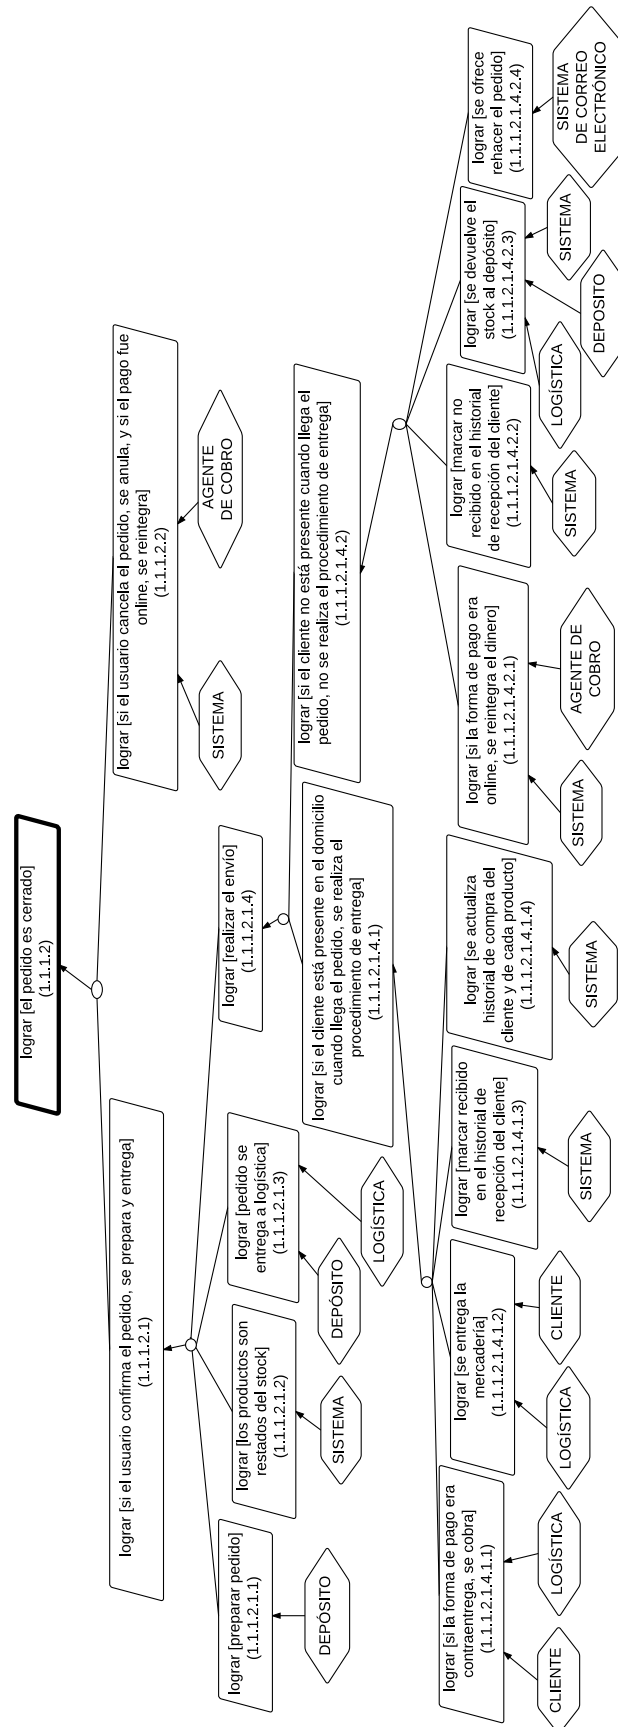 lograr [el pedido es cerrado]
(1.1.1.2)
lograr [si el usuario confirma el pedido, se prepara y entrega]
(1.1.1.2.1)
lograr [si el usuario cancela el pedido, se anula, y si el pago fue
online, se reintegra]
(1.1.1.2.2)
SISTEMA
AGENTE
DE COBRO
lograr [preparar pedido]
(1.1.1.2.1.1)
DEPÓSITO
lograr [los productos son
restados del stock]
(1.1.1.2.1.2)
SISTEMA
lograr [pedido se
entrega a logística]
(1.1.1.2.1.3)
DEPÓSITO
LOGÍSTICA
lograr [realizar el envío]
(1.1.1.2.1.4)
lograr [si el cliente está presente en el domicilio
cuando llega el pedido, se realiza el
procedimiento de entrega]
(1.1.1.2.1.4.1)
lograr [si el cliente no está presente cuando llega el
pedido, no se realiza el procedimiento de entrega]
(1.1.1.2.1.4.2)
lograr [si la forma de pago era
contraentrega, se cobra]
(1.1.1.2.1.4.1.1)
CLIENTE
LOGÍSTICA
lograr [se entrega la
mercadería]
(1.1.1.2.1.4.1.2)
LOGÍSTICA
CLIENTE
lograr [marcar recibido
en el historial de
recepción del cliente]
(1.1.1.2.1.4.1.3)
SISTEMA
lograr [se actualiza
historial de compra del
cliente y de cada producto]
(1.1.1.2.1.4.1.4)
SISTEMA
lograr [si la forma de pago era
online, se reintegra el dinero]
(1.1.1.2.1.4.2.1)
SISTEMA
AGENTE DE
COBRO
lograr [marcar no
recibido en el historial
de recepción del cliente]
(1.1.1.2.1.4.2.2)
SISTEMA
lograr [se devuelve el
stock al depósito]
(1.1.1.2.1.4.2.3)
LOGÍSTICA
DEPOSITO
SISTEMA
lograr [se ofrece
rehacer el pedido]
(1.1.1.2.1.4.2.4)
SISTEMA
DE CORREO
ELECTRÓNICO